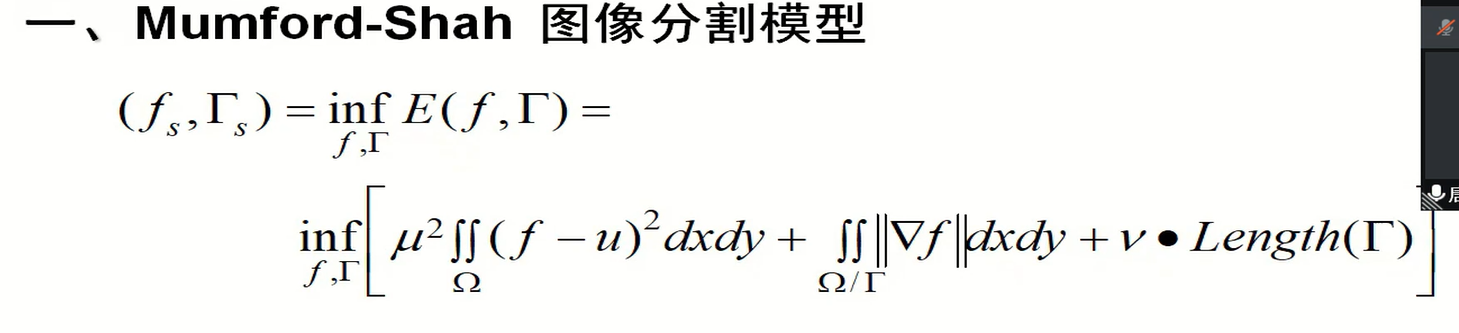 一、Mumford-Shah 图像分割模型
(f_s,Γ_s) = inf_{f,Γ} E(f,Γ) =
inf_{f,Γ} [ μ² ∬_Ω (f − u)² dxdy + ∬_{Ω/Γ} ‖∇f‖ dxdy + ν • Length(Γ) ]